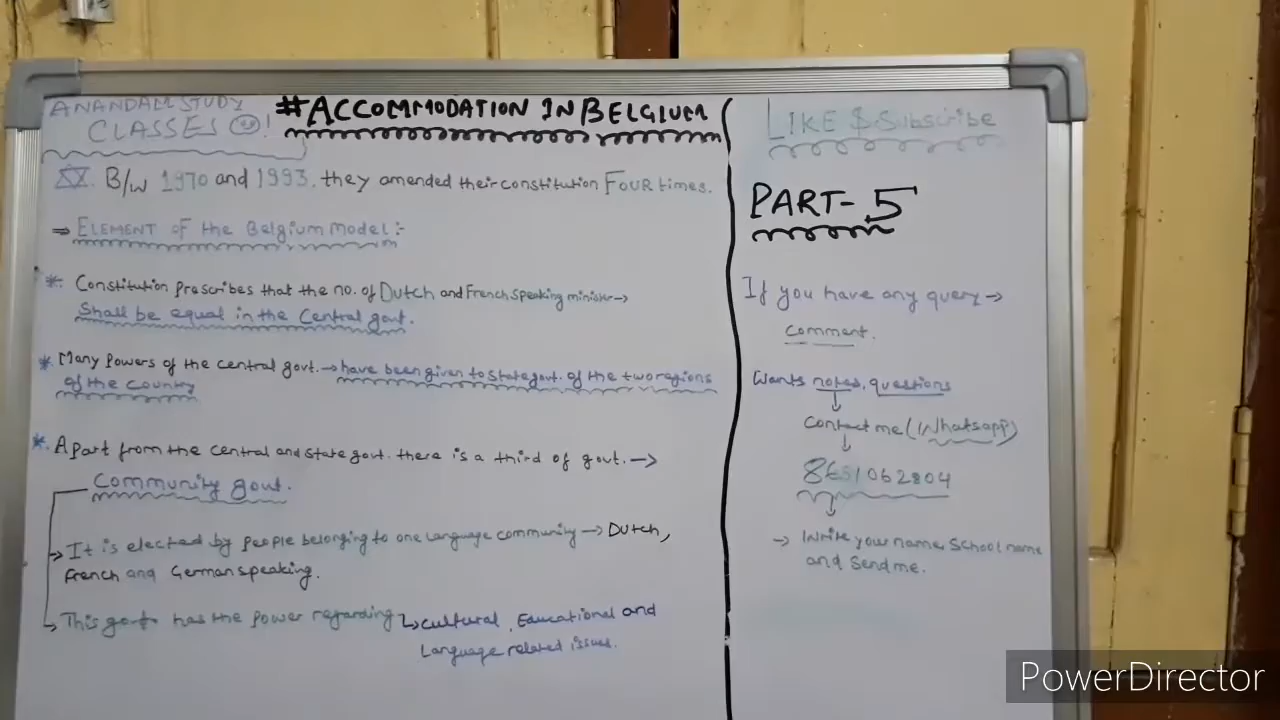 ANANDAM STUDY
CLASSES !
#ACCOMMODATION IN BELGIUM
B/W 1970 and 1993, they amended their constitution FOUR times.
⇒ ELEMENT OF the Belgium Model:-
*. Constitution Prescribes that the no. of Dutch and French speaking minister→
Shall be equal in the Central govt.
*. Many Powers of the central govt.→have been given to state govt. of the two regions
of the country
*. Apart from the central and state govt. there is a third of govt.→
Community govt.
→ It is elected by people belonging to one language community → Dutch,
French and German speaking.
→ This govt has the power regarding ↳ cultural, Educational and
Language related issues.
LIKE $ Subscribe
PART-5
If you have any query→
Comment.
Wants notes, questions
↓
Contact me (Whatsapp)
↓
↓
→ Write your name, School name
and Send me.
PowerDirector